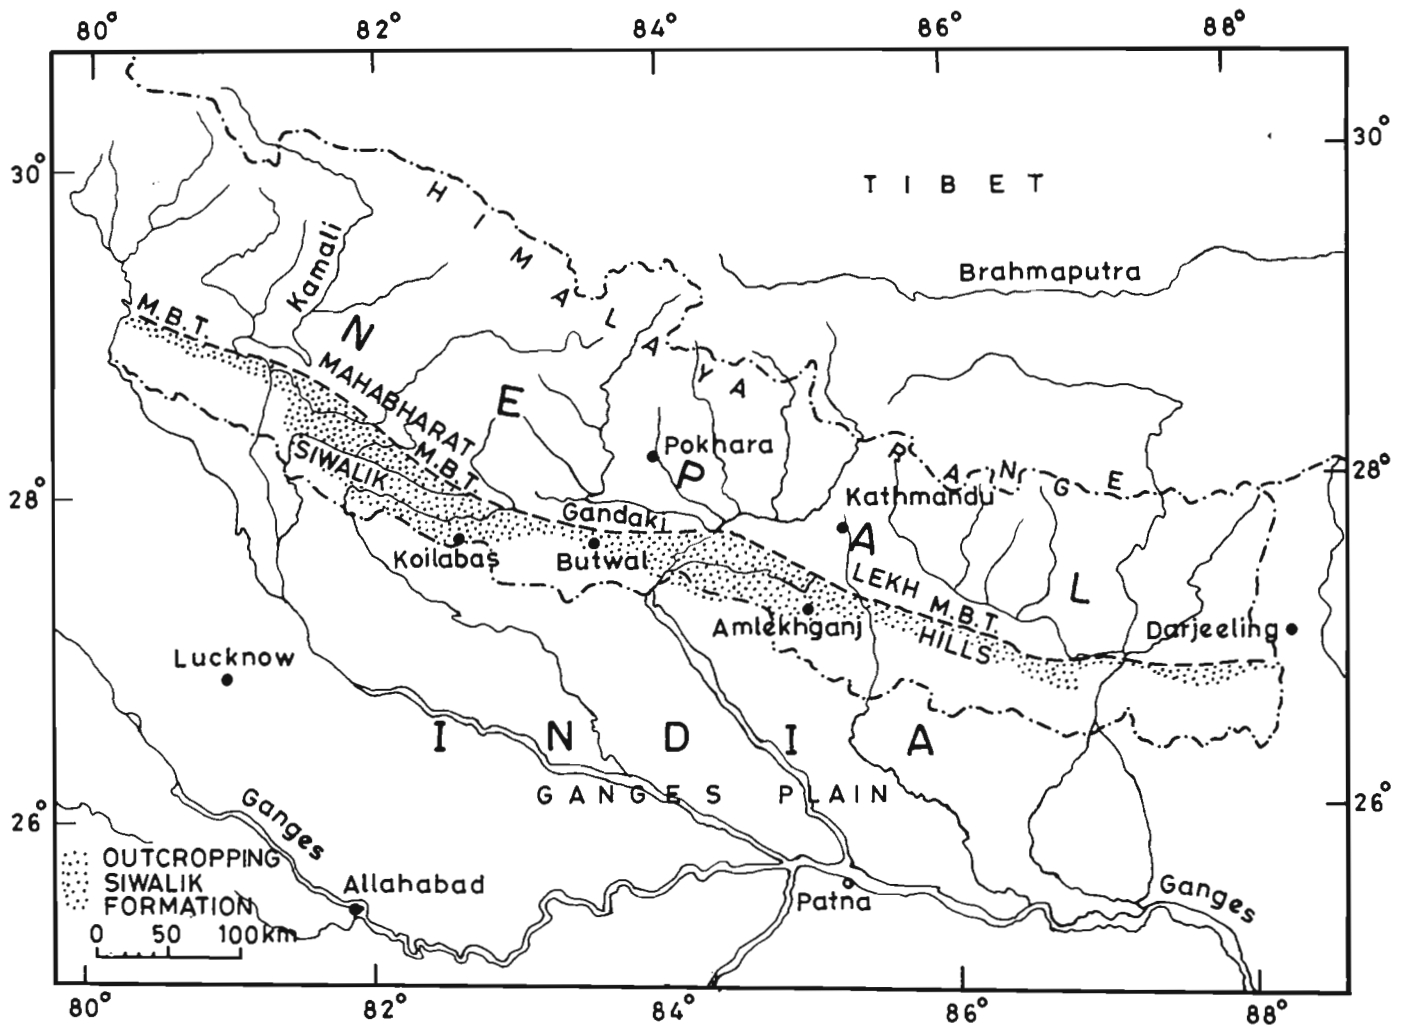 80° 82° 84° 86° 88°
30° 30°
TIBET
HIMALAYA RANGE
Kamali
Brahmaputra
M.B.T.
N E P A L
MAHABHARAT
M.B.T.
Pokhara
SIWALIK
28° 28°
Kathmandu
Gandaki
Koilabas
Butwal
LEKH M.B.T.
Amlekhganj
HILLS
Darjeeling
Lucknow
INDIA
GANGES PLAIN
26° 26°
Ganges
OUTCROPPING
SIWALIK
FORMATION
Allahabad
Patna
Ganges
0 50 100 km
80° 82° 84° 86° 88°